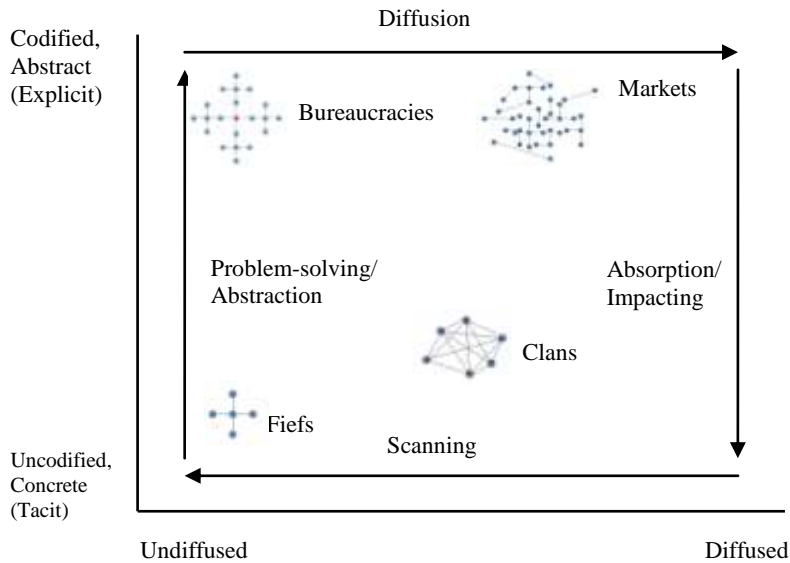 Diffusion
Codified,
Abstract
(Explicit)
Markets
Bureaucracies
Problem-solving/
Abstraction
Absorption/
Impacting
Clans
Fiefs
Scanning
Uncodified,
Concrete
(Tacit)
Undiffused
Diffused